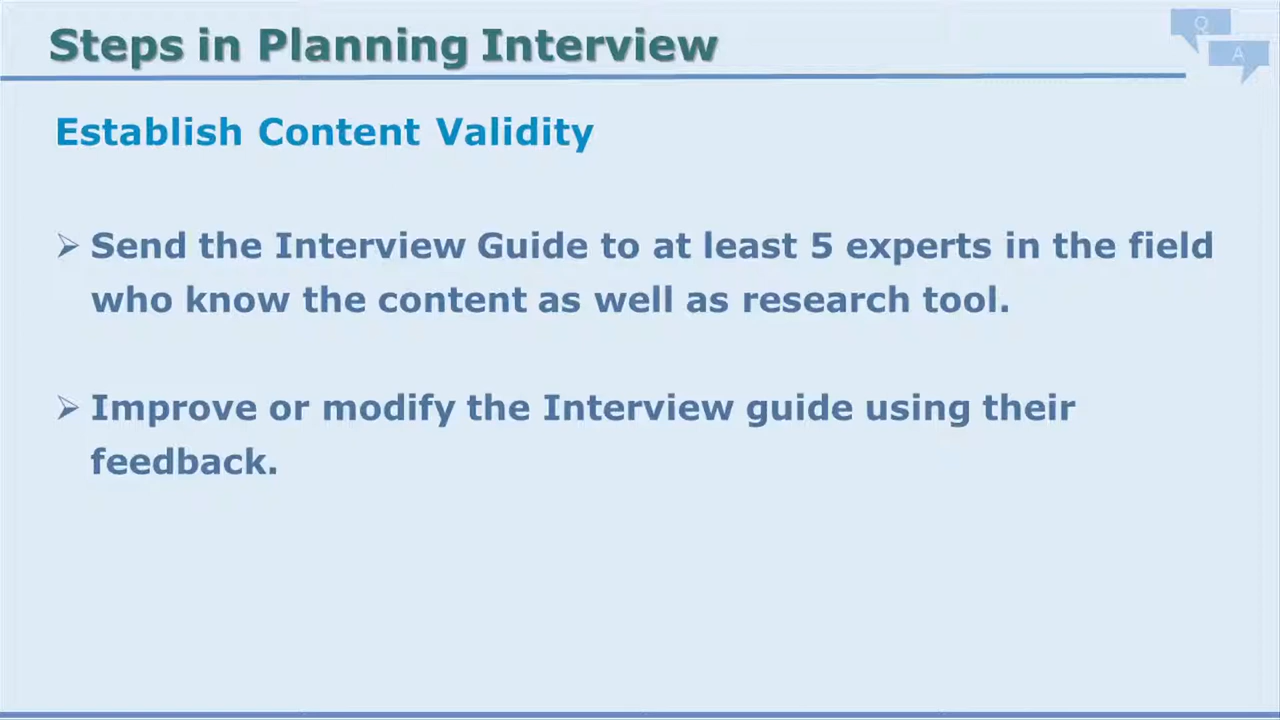 Steps in Planning Interview
Q
A
Establish Content Validity
➢ Send the Interview Guide to at least 5 experts in the field
who know the content as well as research tool.
➢ Improve or modify the Interview guide using their
feedback.